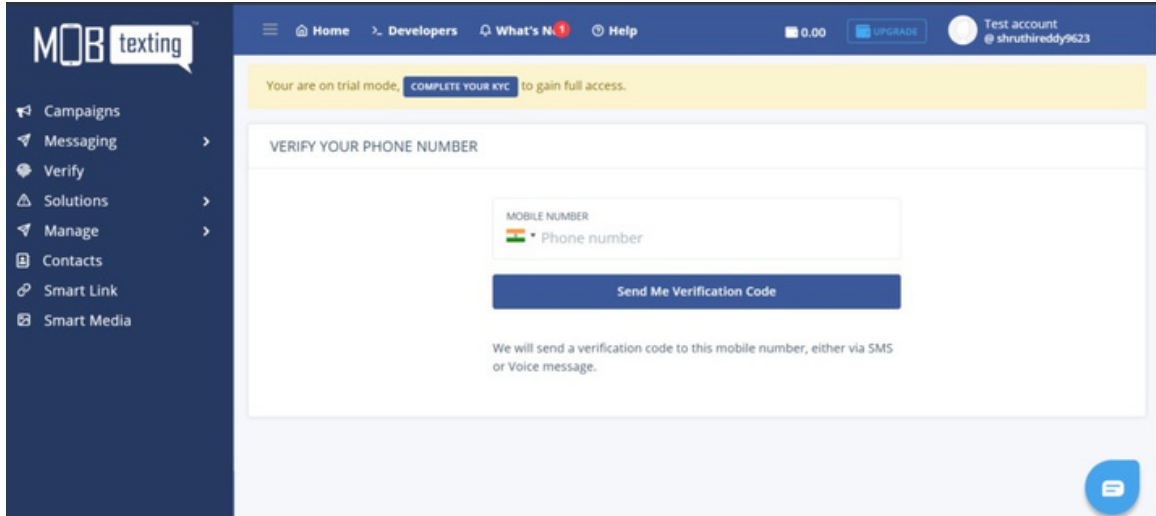 MOB texting
Home
>_ Developers
What's N
1
Help
0.00
UPGRADE
Test account
@ shruthireddy9623
Campaigns
Messaging
Verify
Solutions
Manage
Contacts
Smart Link
Smart Media
Your are on trial mode, COMPLETE YOUR KYC to gain full access.
VERIFY YOUR PHONE NUMBER
MOBILE NUMBER
Phone number
Send Me Verification Code
We will send a verification code to this mobile number, either via SMS
or Voice message.